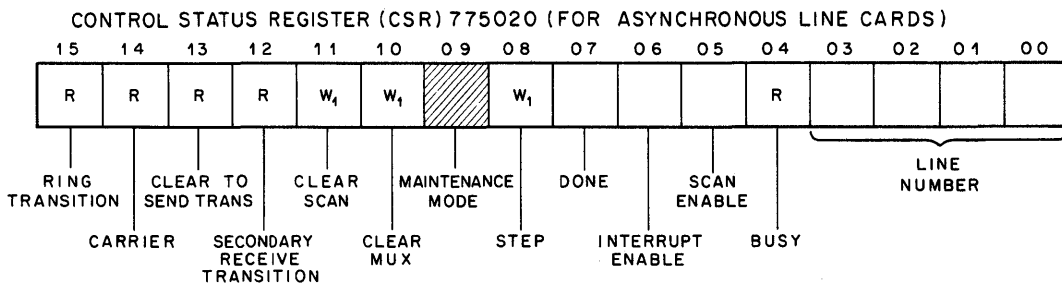 CONTROL STATUS REGISTER (CSR) 775020 (FOR ASYNCHRONOUS LINE CARDS)
15 14 13 12 11 10 09 08 07 06 05 04 03 02 01 00
R R R R W₁ W₁ W₁ R
RING TRANSITION
CLEAR TO SEND TRANS
CLEAR SCAN
MAINTENANCE MODE
DONE
SCAN ENABLE
LINE NUMBER
CARRIER
SECONDARY RECEIVE TRANSITION
CLEAR MUX
STEP
INTERRUPT ENABLE
BUSY